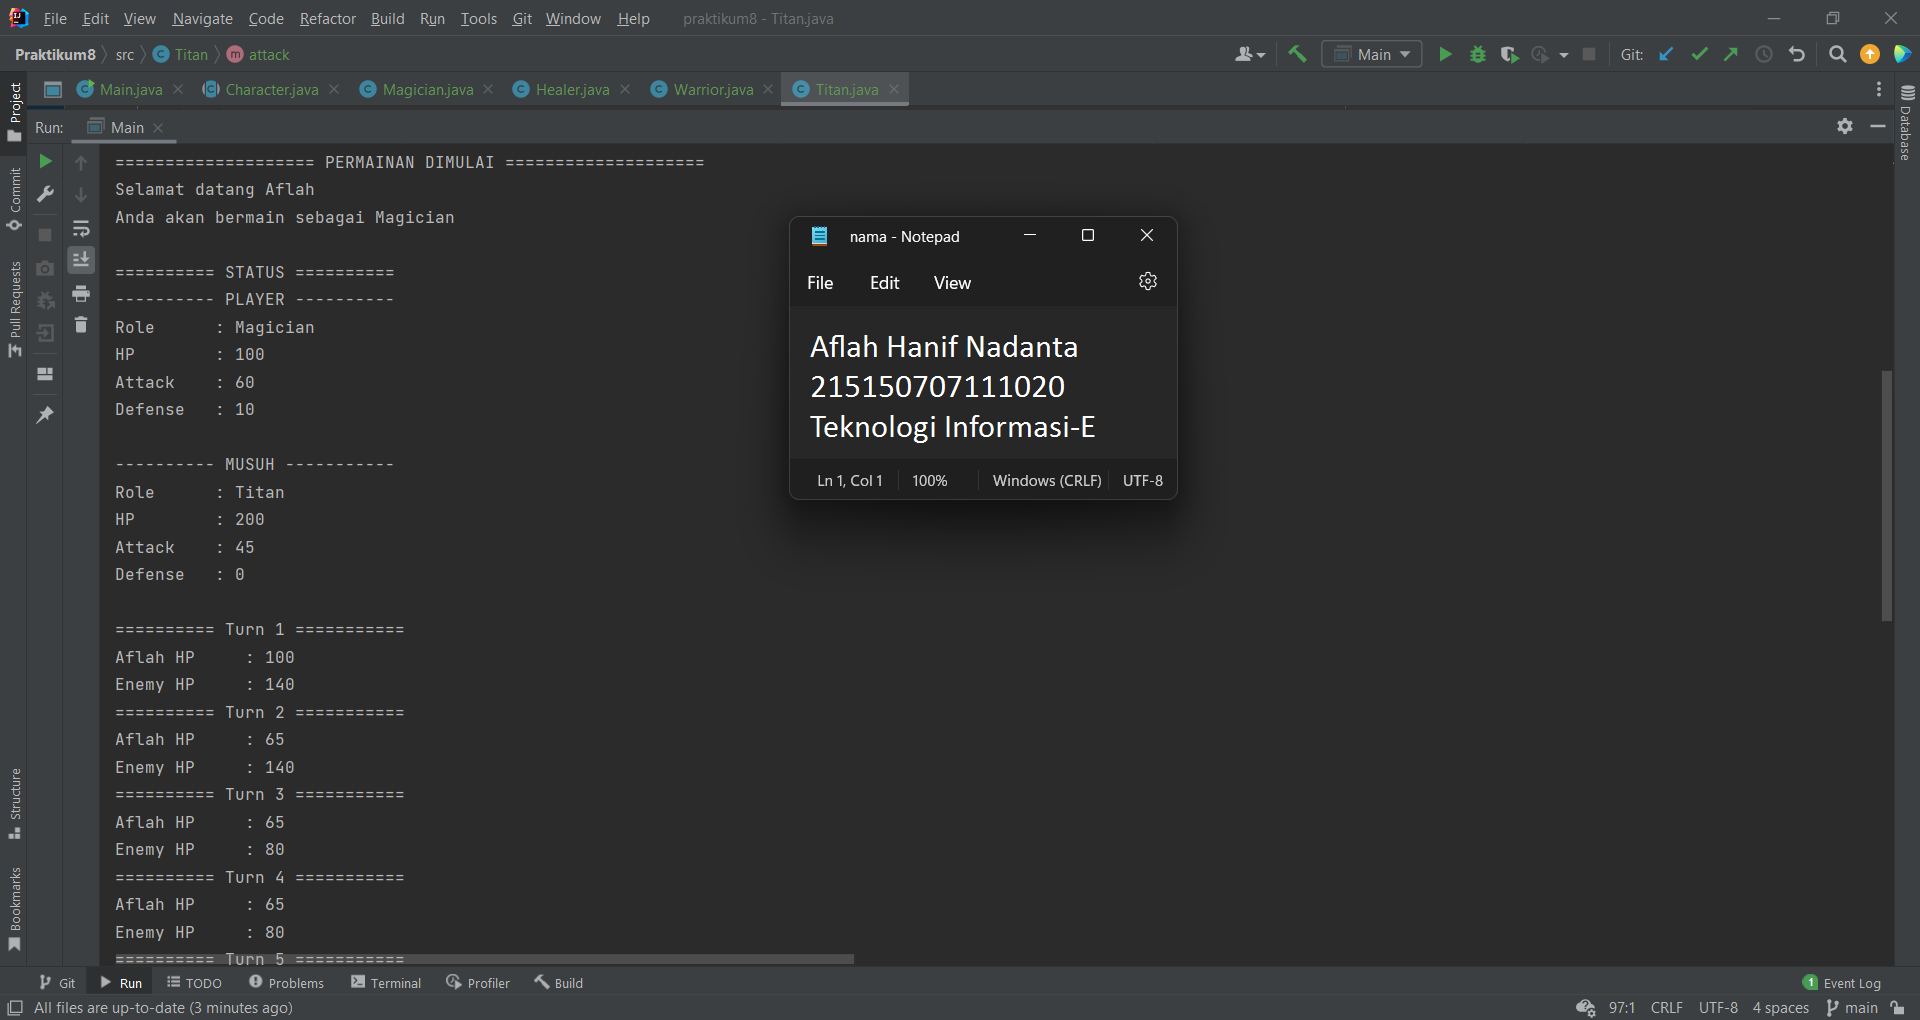 File Edit View Navigate Code Refactor Build Run Tools Git Window Help praktikum8 - Titan.java
Praktikum8 src Titan attack Main Git:
Main.java Character.java Magician.java Healer.java Warrior.java Titan.java
Run: Main
Project
Commit
Pull Requests
Structure
Bookmarks
Database
==================== PERMAINAN DIMULAI ====================
Selamat datang Aflah
Anda akan bermain sebagai Magician
========== STATUS ==========
---------- PLAYER ----------
Role : Magician
HP : 100
Attack : 60
Defense : 10
---------- MUSUH -----------
Role : Titan
HP : 200
Attack : 45
Defense : 0
========== Turn 1 ===========
Aflah HP : 100
Enemy HP : 140
========== Turn 2 ===========
Aflah HP : 65
Enemy HP : 140
========== Turn 3 ===========
Aflah HP : 65
Enemy HP : 80
========== Turn 4 ===========
Aflah HP : 65
Enemy HP : 80
========== Turn 5 ===========
nama - Notepad
File Edit View
Aflah Hanif Nadanta
215150707111020
Teknologi Informasi-E
Ln 1, Col 1 100% Windows (CRLF) UTF-8
Git Run TODO Problems Terminal Profiler Build 1 Event Log
All files are up-to-date (3 minutes ago) 97:1 CRLF UTF-8 4 spaces main